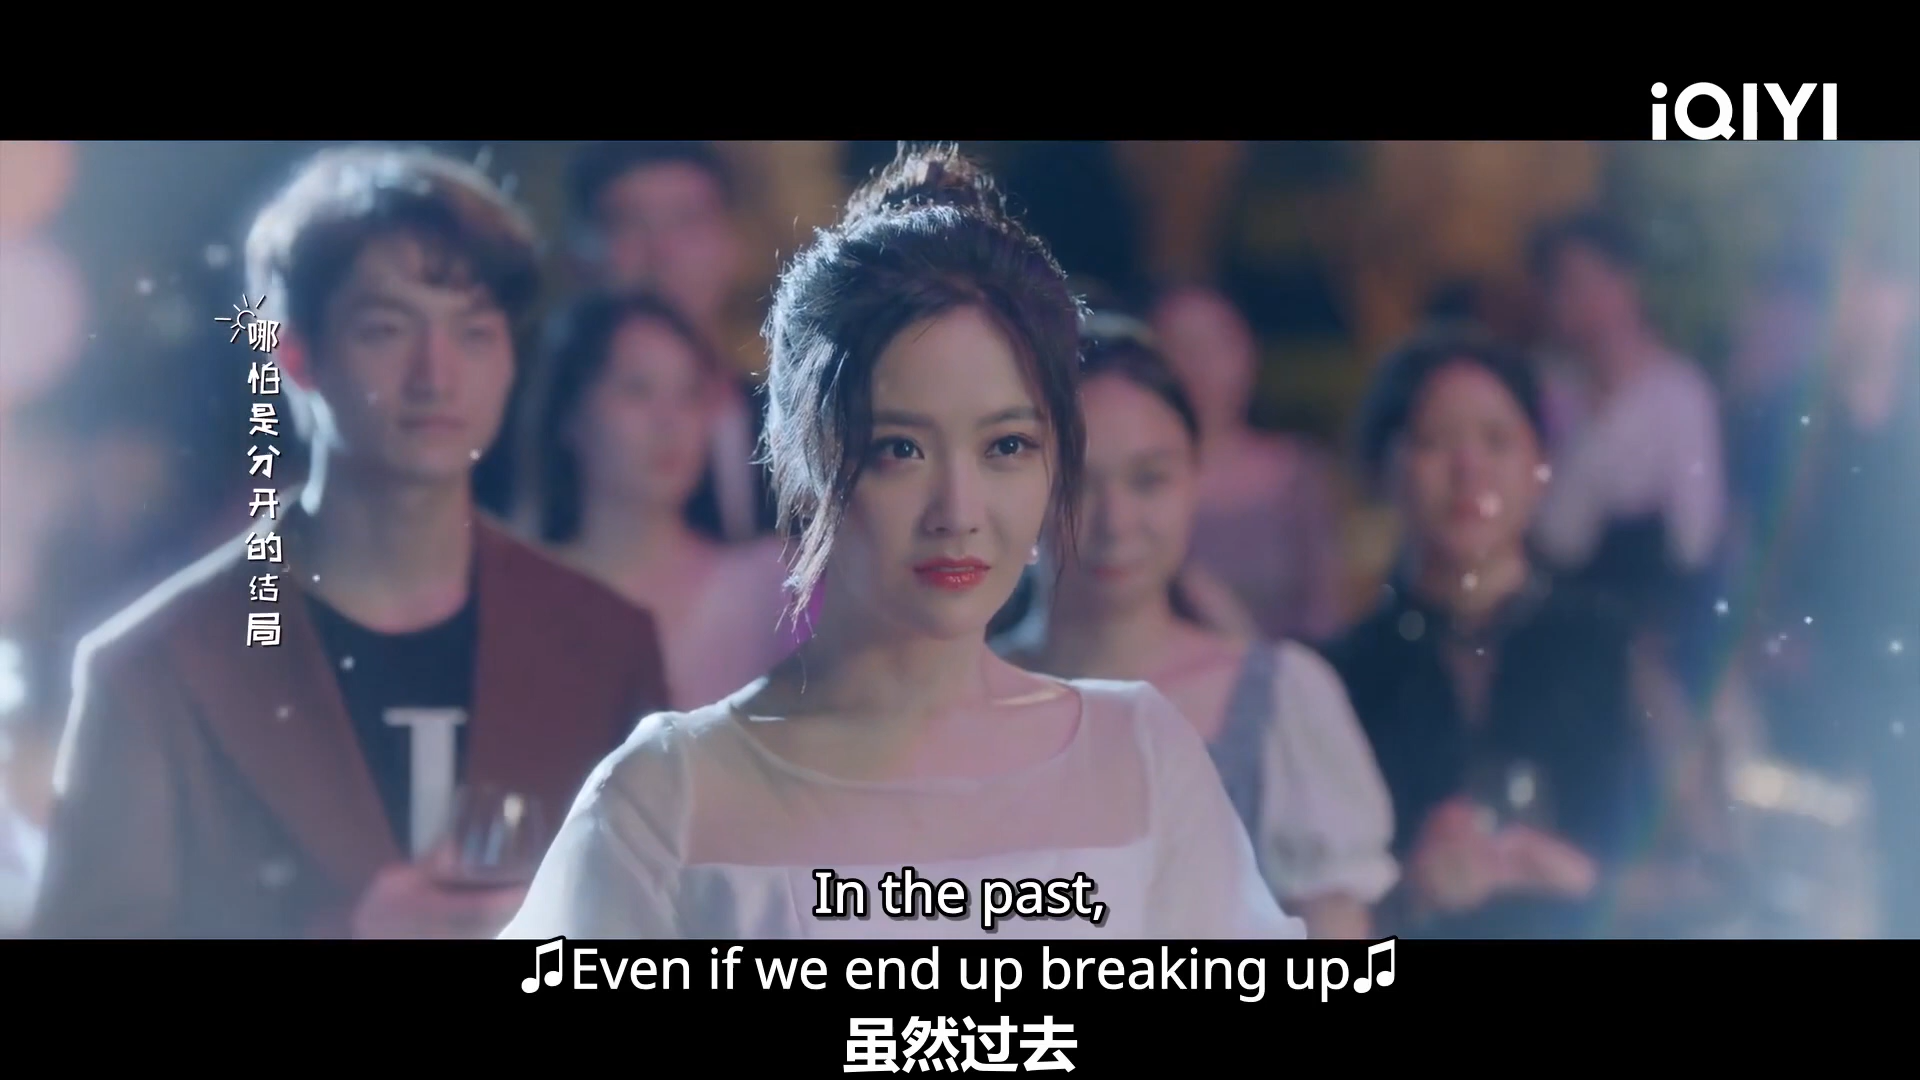 iQIYI
哪怕是分开的结局
In the past,
♫Even if we end up breaking up♫
虽然过去